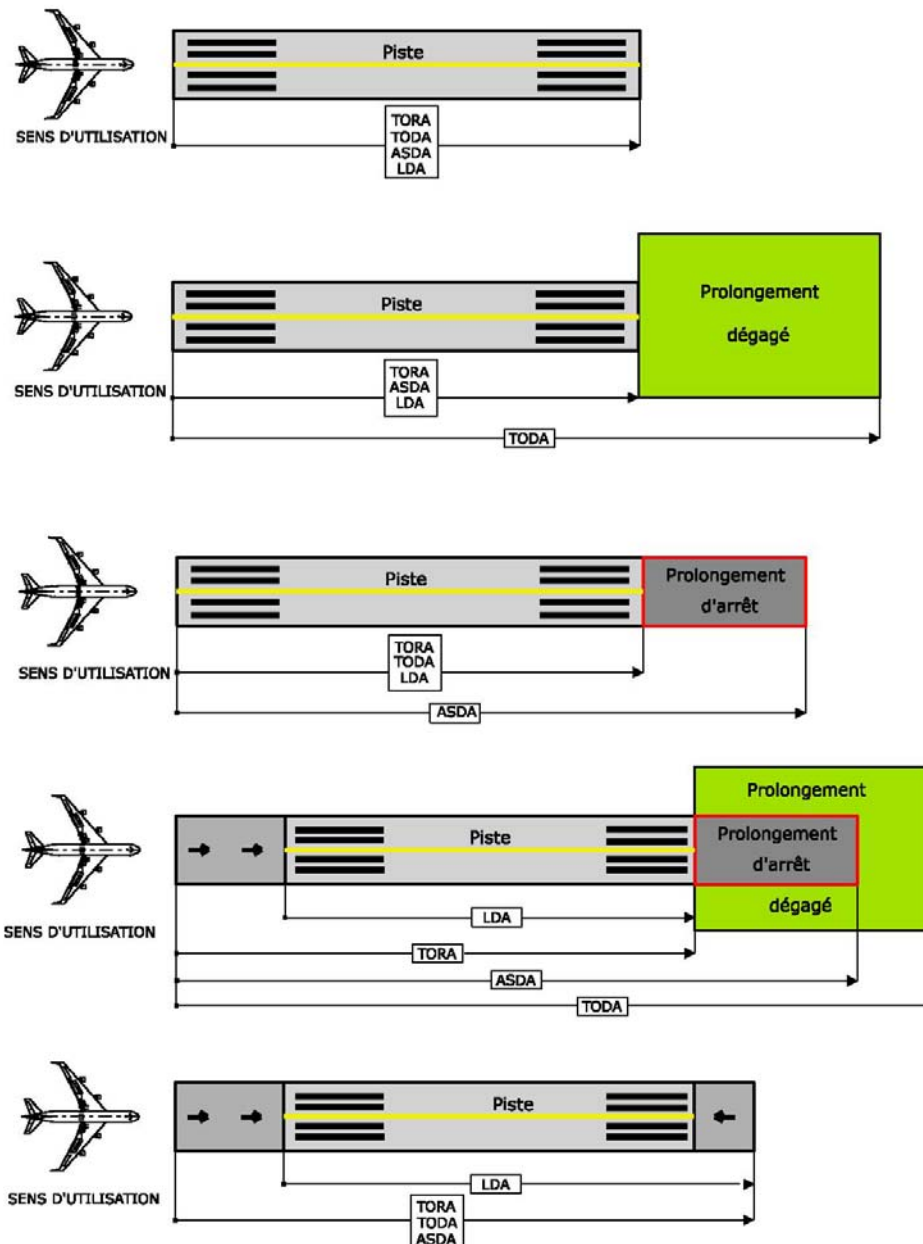 Piste
SENS D'UTILISATION
TORA
TODA
ASDA
LDA
Prolongement
dégagé
Piste
SENS D'UTILISATION
TORA
ASDA
LDA
TODA
Piste
Prolongement
d'arrêt
SENS D'UTILISATION
TORA
TODA
LDA
ASDA
Prolongement
Piste
Prolongement
d'arrêt
dégagé
LDA
SENS D'UTILISATION
TORA
ASDA
TODA
Piste
LDA
SENS D'UTILISATION
TORA
TODA
ASDA